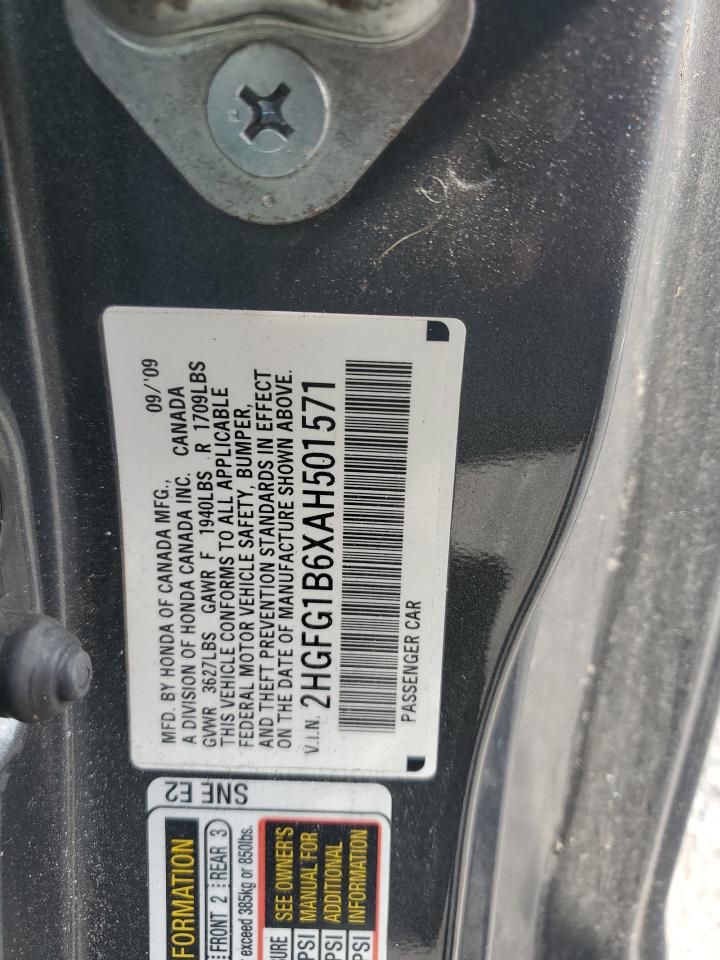 MFD. BY HONDA OF CANADA MFG., 09/'09
A DIVISION OF HONDA CANADA INC. CANADA
GVWR 3627LBS GAWR F 1940LBS R 1709LBS
THIS VEHICLE CONFORMS TO ALL APPLICABLE
FEDERAL MOTOR VEHICLE SAFETY, BUMPER,
AND THEFT PREVENTION STANDARDS IN EFFECT
ON THE DATE OF MANUFACTURE SHOWN ABOVE.
V.I.N. 2HGFG1B6XAH501571
PASSENGER CAR
SNE E2
FORMATION
FRONT 2 REAR 3
exceed 385kg or 850lbs.
SEE OWNER'S
MANUAL FOR
ADDITIONAL
INFORMATION
URE
PSI
PSI
PSI